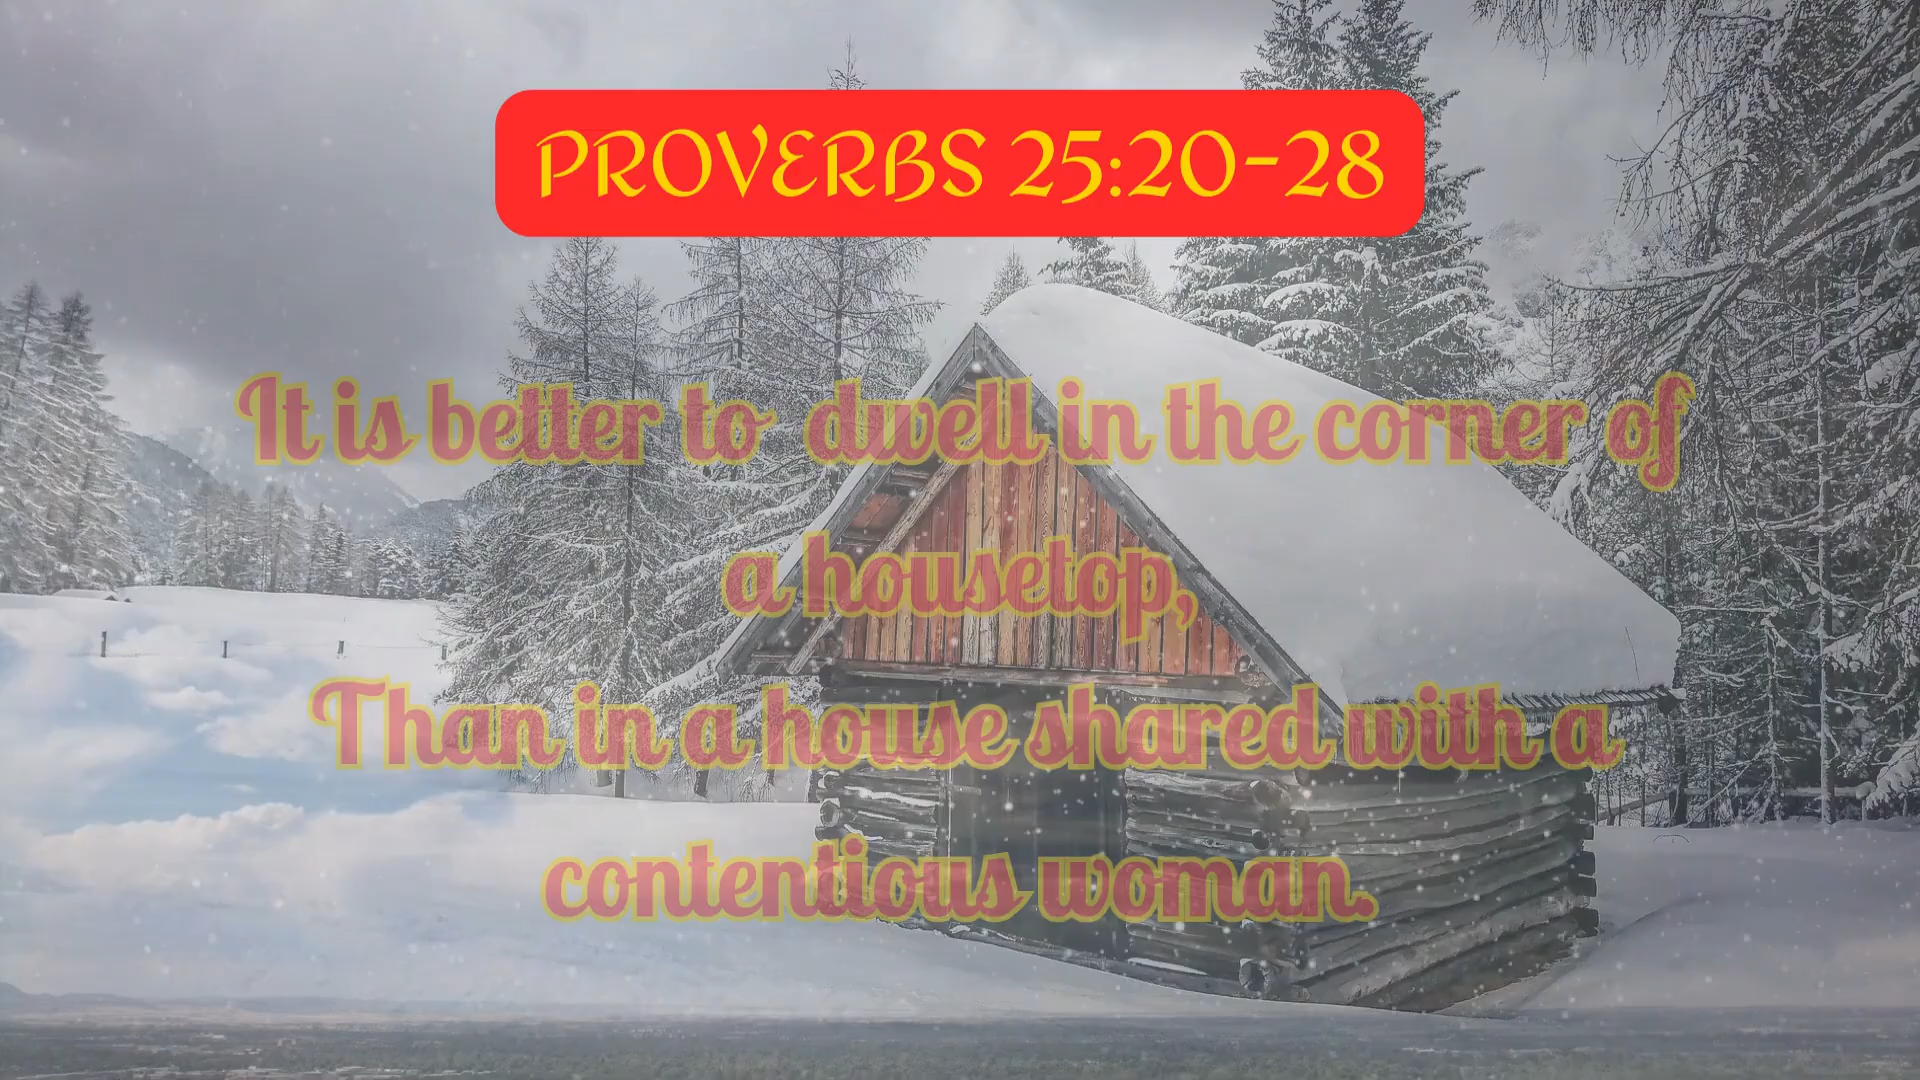 PROVERBS 25:20-28
It is better to dwell in the corner of
a housetop,
Than in a house shared with a
contentious woman.